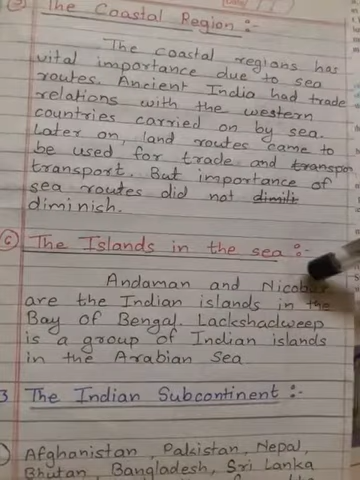 The Coastal Region :-
The coastal regions has
vital importance due to sea
routes. Ancient India had trade
relations with the western
countries carried on by sea.
Later on, land routes came to
be used for trade and transpo
transport. But importance of
sea routes did not dimili
diminish.
6 The Islands in the sea :-
Andaman and Nicobar
are the Indian islands in the
Bay of Bengal. Lackshadweep
is a group of Indian islands
in the Arabian Sea
3 The Indian Subcontinent :-
Afghanistan, Pakistan, Nepal,
Bhutan, Bangladesh, Sri Lanka